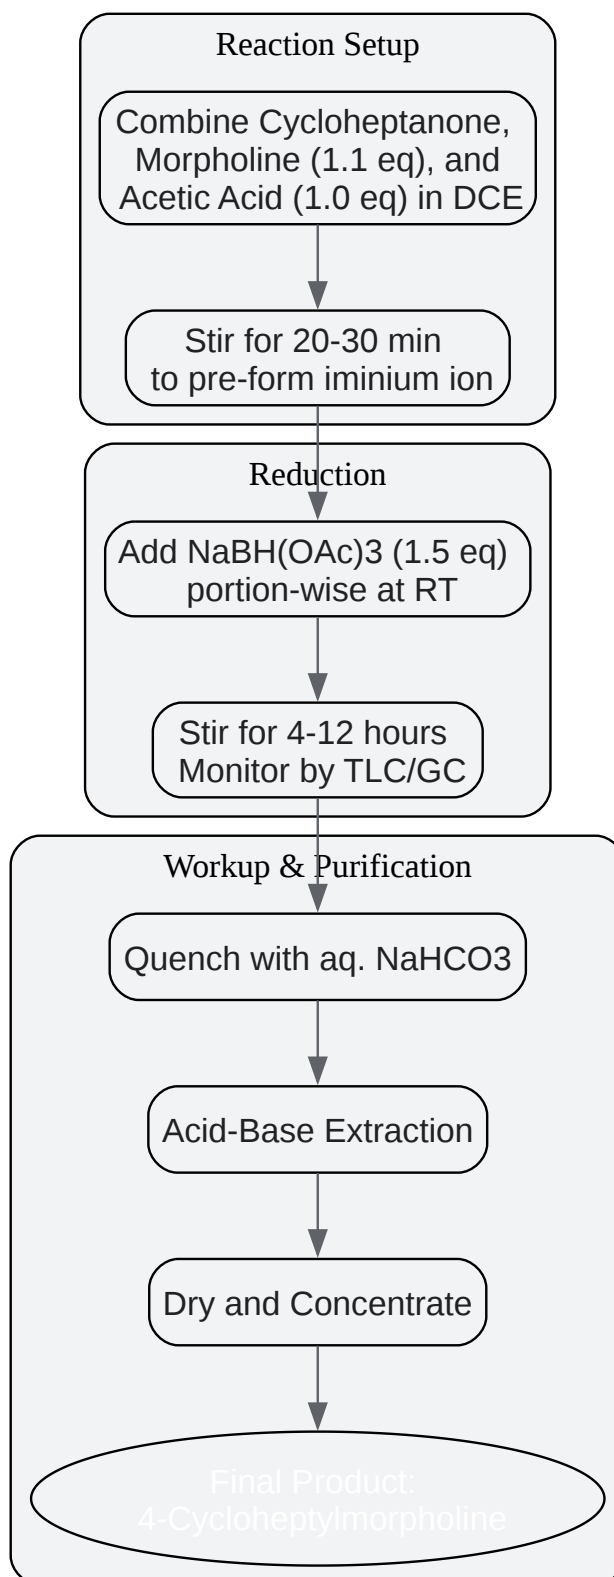 Reaction Setup
Combine Cycloheptanone,
Morpholine (1.1 eq), and
Acetic Acid (1.0 eq) in DCE
Stir for 20-30 min
to pre-form iminium ion
Reduction
Add NaBH(OAc)3 (1.5 eq)
portion-wise at RT
Stir for 4-12 hours
Monitor by TLC/GC
Workup & Purification
Quench with aq. NaHCO3
Acid-Base Extraction
Dry and Concentrate
Final Product:
4-Cycloheptylmorpholine